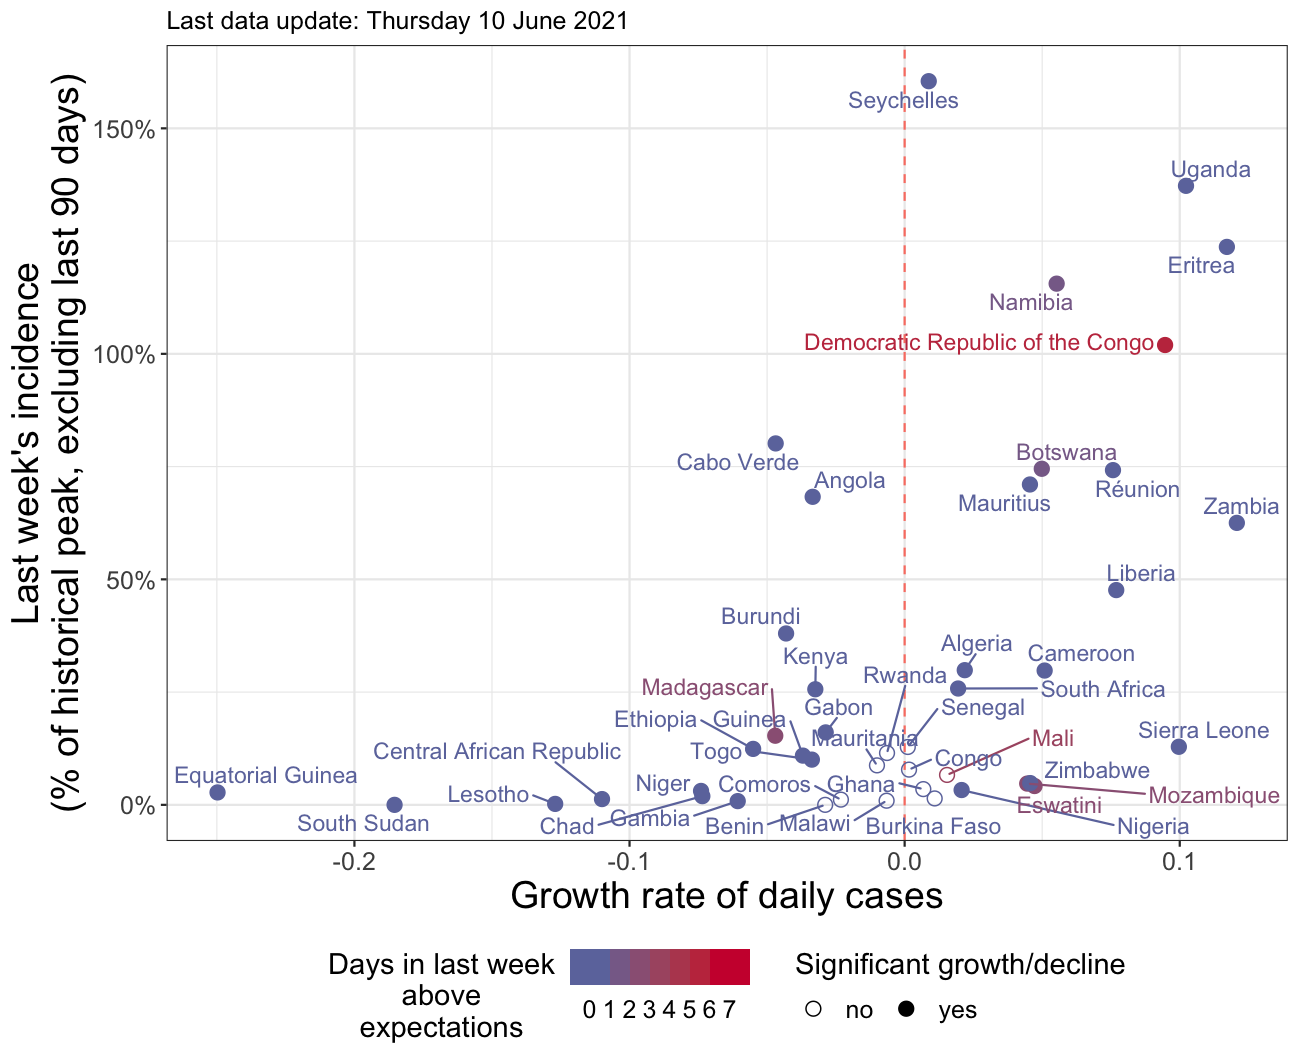 Last data update: Thursday 10 June 2021
Last week's incidence
(% of historical peak, excluding last 90 days)
150%
100%
50%
0%
Seychelles
Uganda
Eritrea
Namibia
Democratic Republic of the Congo
Botswana
Cabo Verde
Angola
Mauritius
Réunion
Zambia
Liberia
Burundi
Algeria
Cameroon
Kenya
Rwanda
Madagascar
South Africa
Gabon
Senegal
Ethiopia
Guinea
Sierra Leone
Mauritania
Mali
Central African Republic
Togo
Congo
Equatorial Guinea
Zimbabwe
Niger
Comoros
Ghana
Lesotho
Mozambique
Eswatini
South Sudan
Chad
Gambia
Benin
Malawi
Burkina Faso
Nigeria
-0.2
-0.1
0.0
0.1
Growth rate of daily cases
Days in last week
above
expectations
0 1 2 3 4 5 6 7
Significant growth/decline
no
yes